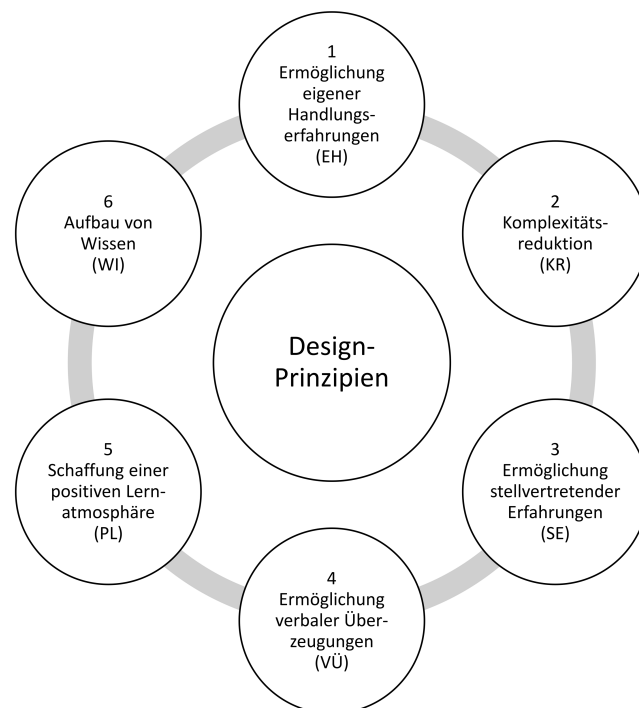 1
Ermöglichung
eigener
Handlungs-
erfahrungen
(EH)
2
Komplexitäts-
reduktion
(KR)
3
Ermöglichung
stellvertretender
Erfahrungen
(SE)
4
Ermöglichung
verbaler Über-
zeugungen
(VÜ)
5
Schaffung einer
positiven Lern-
atmosphäre
(PL)
6
Aufbau von
Wissen
(WI)
Design-
Prinzipien